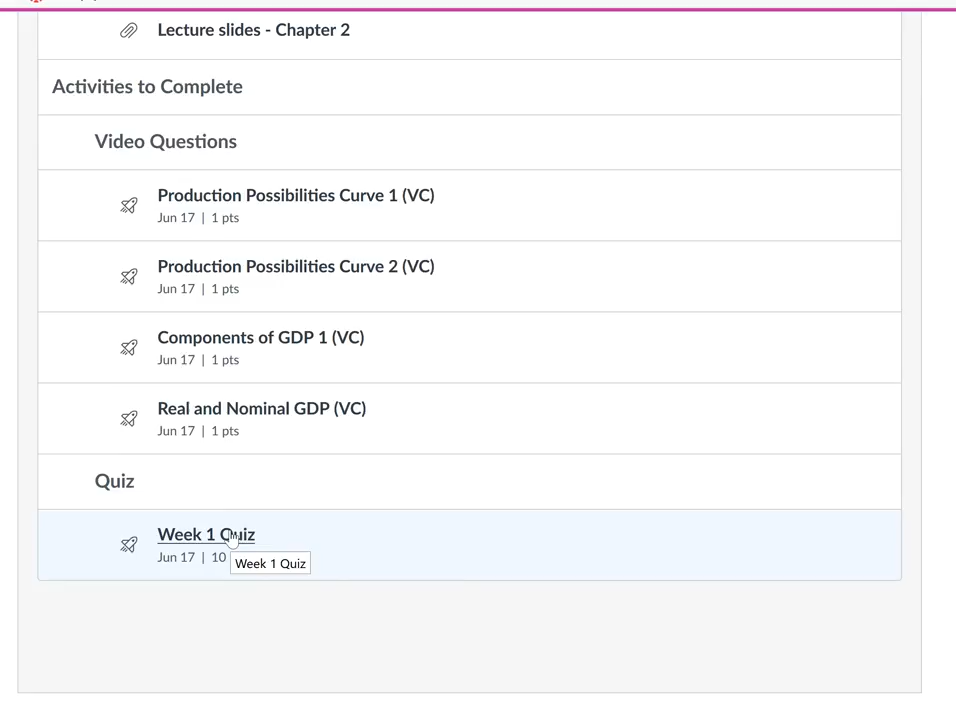 Lecture slides - Chapter 2
Activities to Complete
Video Questions
Production Possibilities Curve 1 (VC)
Jun 17 | 1 pts
Production Possibilities Curve 2 (VC)
Jun 17 | 1 pts
Components of GDP 1 (VC)
Jun 17 | 1 pts
Real and Nominal GDP (VC)
Jun 17 | 1 pts
Quiz
Week 1 Quiz
Jun 17 | 10
Week 1 Quiz